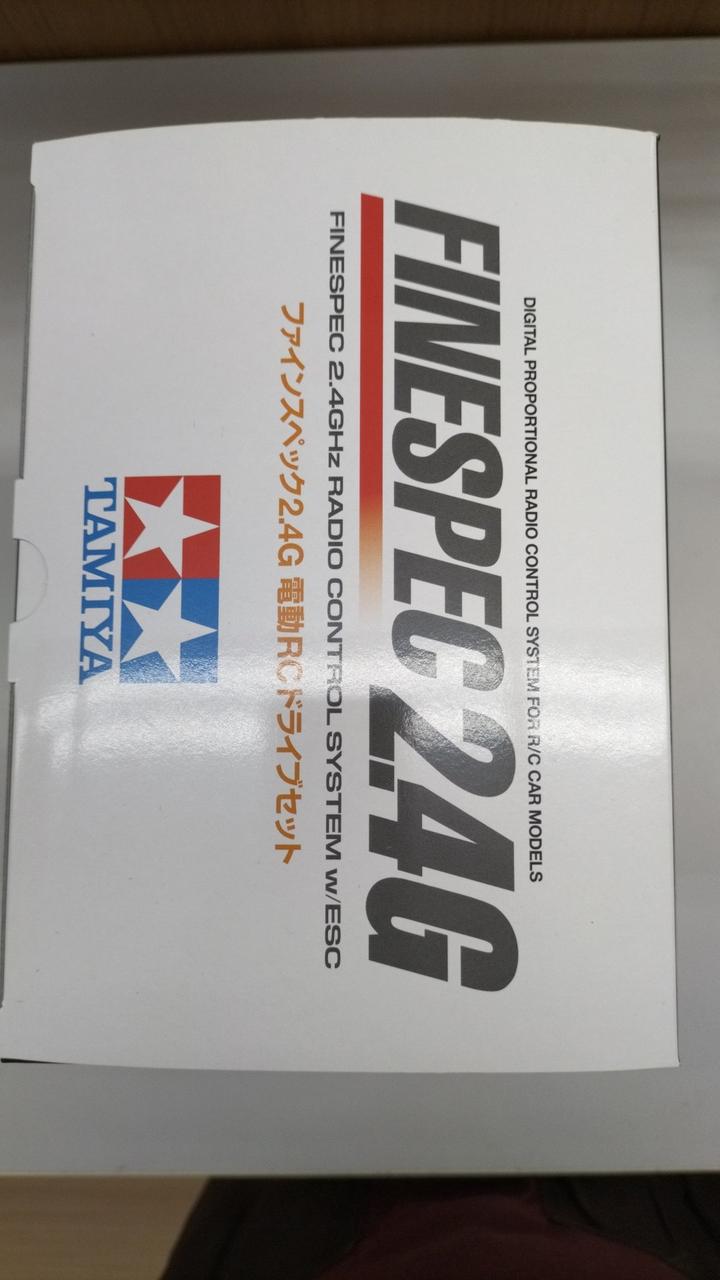 DIGITAL PROPORTIONAL RADIO CONTROL SYSTEM FOR R/C CAR MODELS
FINESPEC 2.4G
FINESPEC 2.4GHz RADIO CONTROL SYSTEM w/ESC
ファインスペック2.4G 電動RCドライブセット
TAMIYA